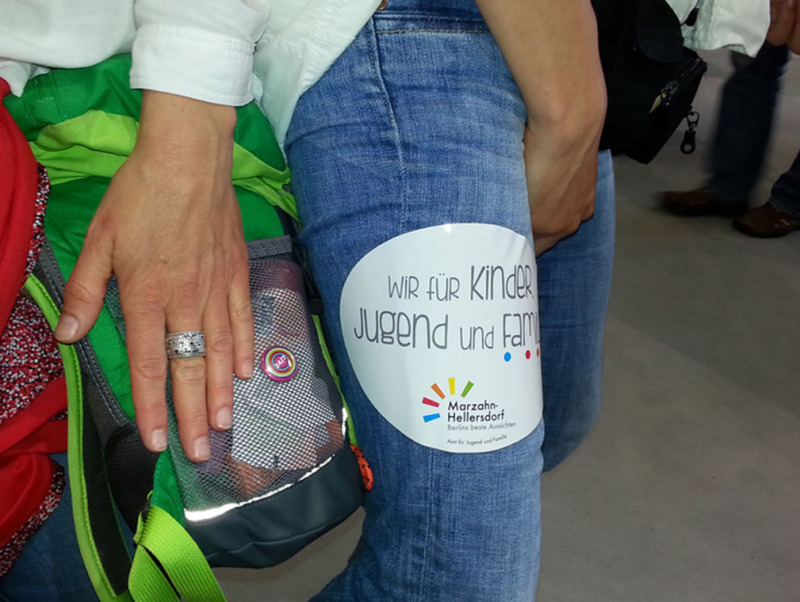 Wir für Kinder,
Jugend und Fami
Marzahn-
Hellersdorf
Berlins beste Aussichten
Amt für Jugend und Familie